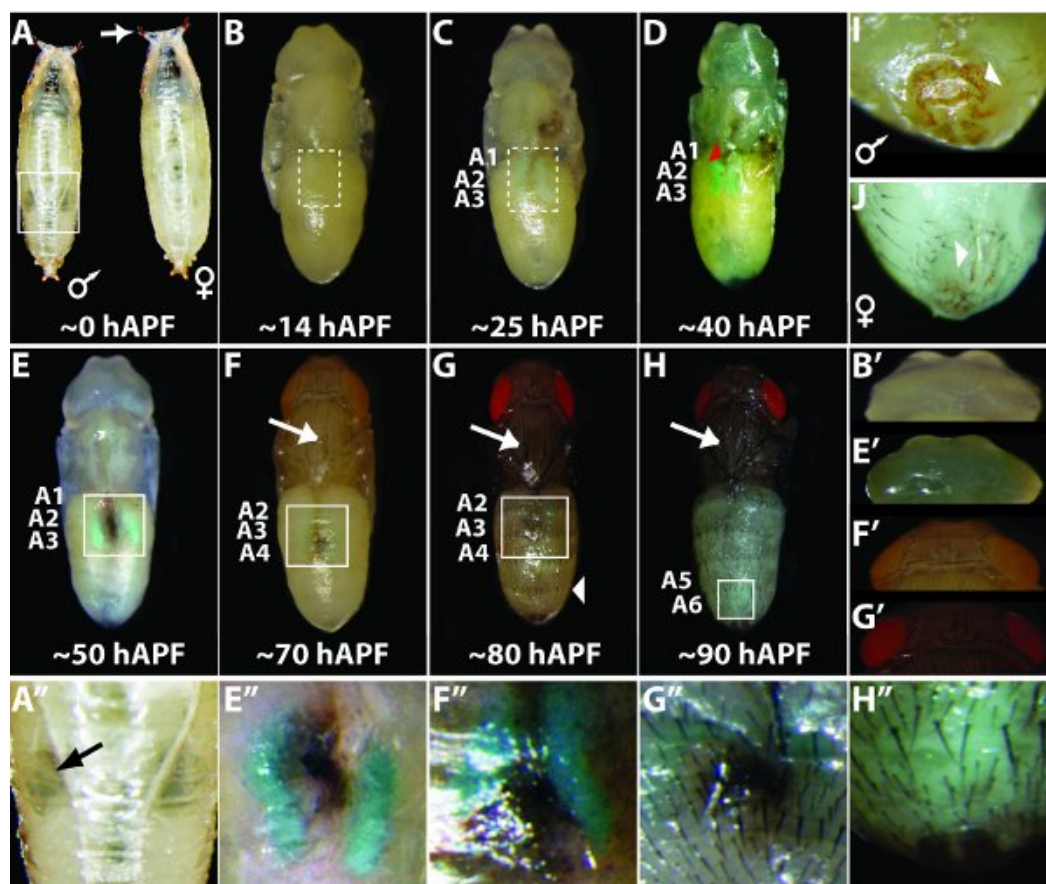 A
♂
♀
~0 hAPF
B
~14 hAPF
C
A1
A2
A3
~25 hAPF
D
A1
A2
A3
~40 hAPF
I
♂
J
♀
E
A1
A2
A3
~50 hAPF
F
A2
A3
A4
~70 hAPF
G
A2
A3
A4
~80 hAPF
H
A5
A6
~90 hAPF
B′
E′
F′
G′
A″
E″
F″
G″
H″